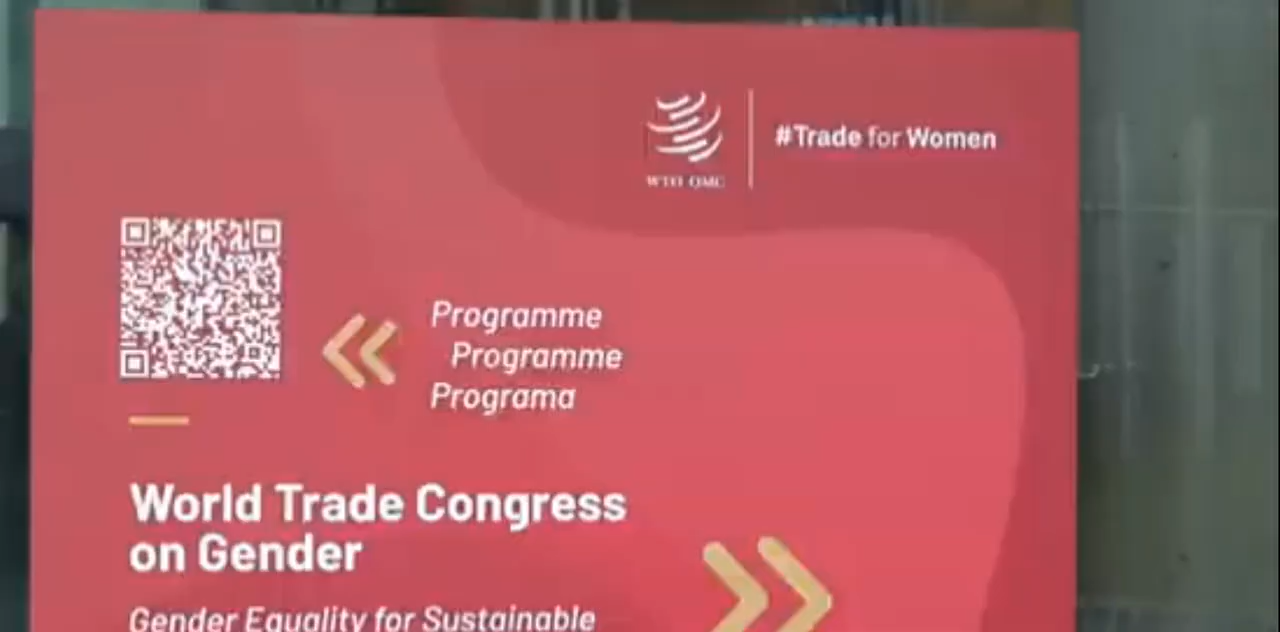 #Trade for Women
WTO OMC
Programme
Programme
Programa
World Trade Congress
on Gender
Gender Equality for Sustainable